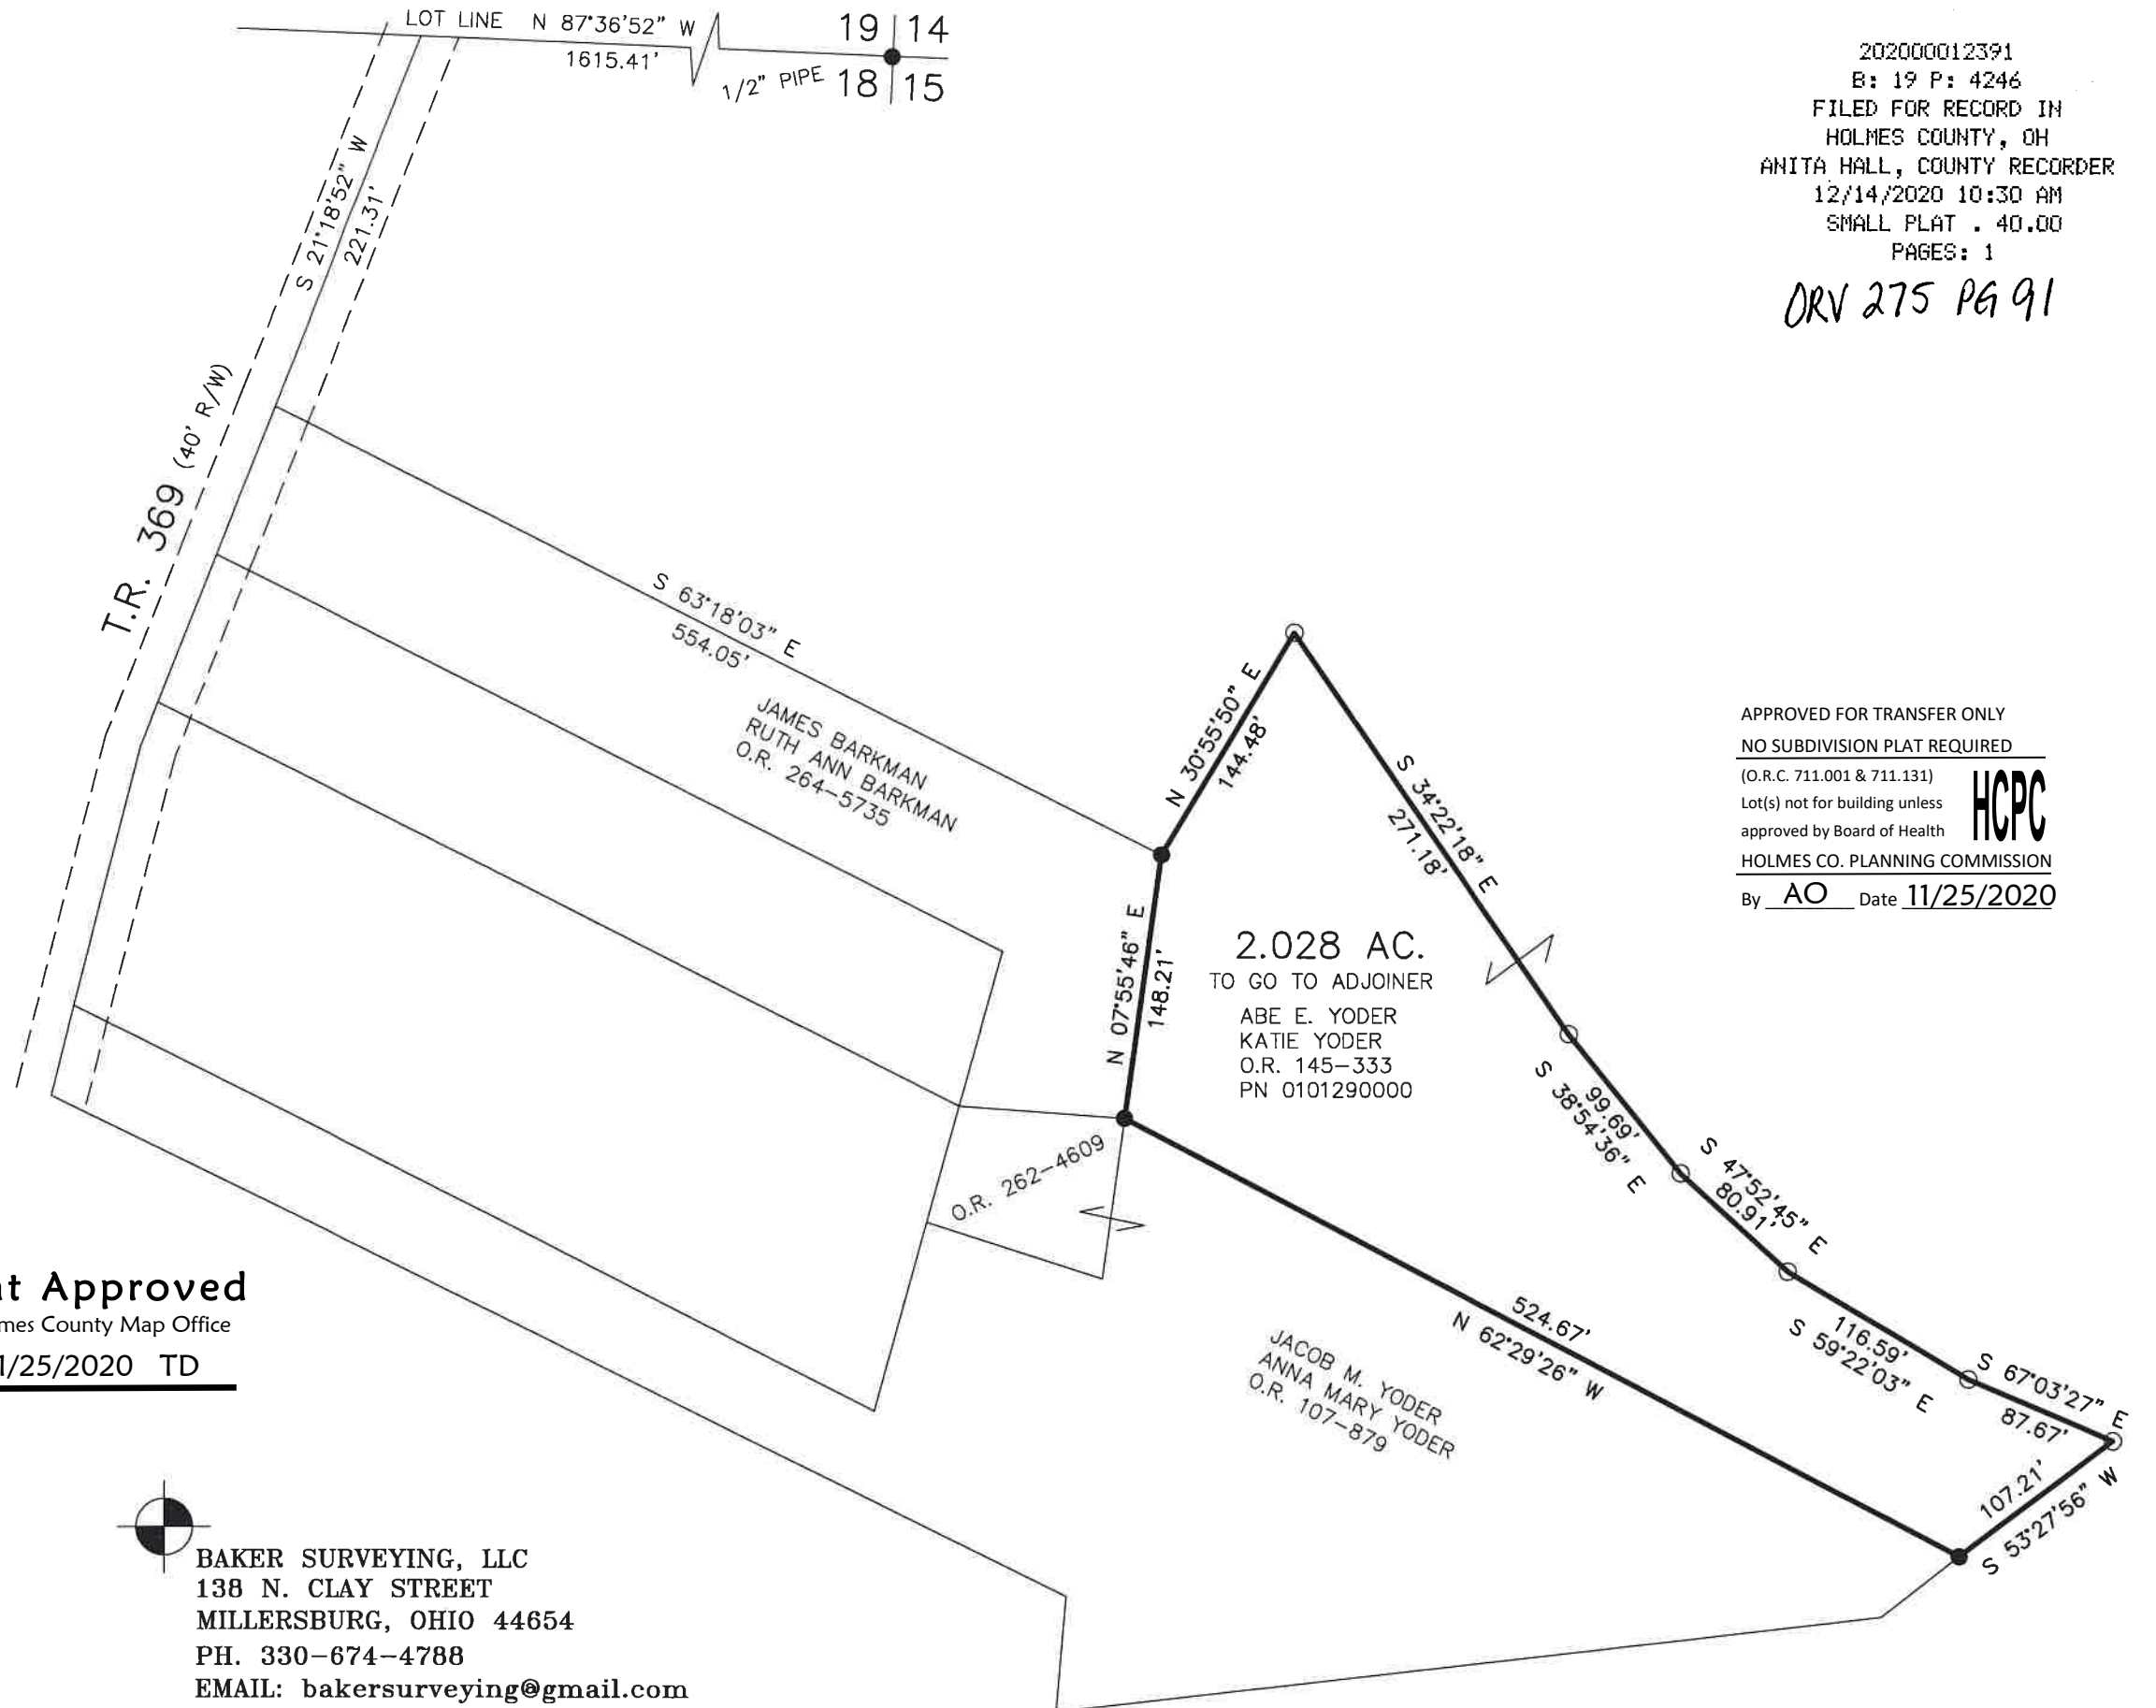 LOT LINE N 87°36'52" W
1615.41'
1/2" PIPE
19 14
18 15
202000012391
B: 19 P: 4246
FILED FOR RECORD IN
HOLMES COUNTY, OH
ANITA HALL, COUNTY RECORDER
12/14/2020 10:30 AM
SMALL PLAT . 40.00
PAGES: 1
ORV 275 PG 91
S 21°18'52" W
221.31'
T.R. 369 (40' R/W)
S 63°18'03" E
554.05'
JAMES BARKMAN
RUTH ANN BARKMAN
O.R. 264-5735
N 30°55'50" E
144.48'
S 34°22'18" E
271.18'
APPROVED FOR TRANSFER ONLY
NO SUBDIVISION PLAT REQUIRED
(O.R.C. 711.001 & 711.131)
Lot(s) not for building unless
approved by Board of Health
HCPC
HOLMES CO. PLANNING COMMISSION
By AO Date 11/25/2020
N 07°55'46" E
148.21'
2.028 AC.
TO GO TO ADJOINER
ABE E. YODER
KATIE YODER
O.R. 145-333
PN 0101290000
99.69'
S 38°54'36" E
S 47°52'45" E
80.91'
O.R. 262-4609
116.59'
S 59°22'03" E
S 67°03'27" E
87.67'
524.67'
N 62°29'26" W
JACOB M. YODER
ANNA MARY YODER
O.R. 107-879
107.21'
S 53°27'56" W
at Approved
mes County Map Office
1/25/2020 TD
BAKER SURVEYING, LLC
138 N. CLAY STREET
MILLERSBURG, OHIO 44654
PH. 330-674-4788
EMAIL: bakersurveying@gmail.com